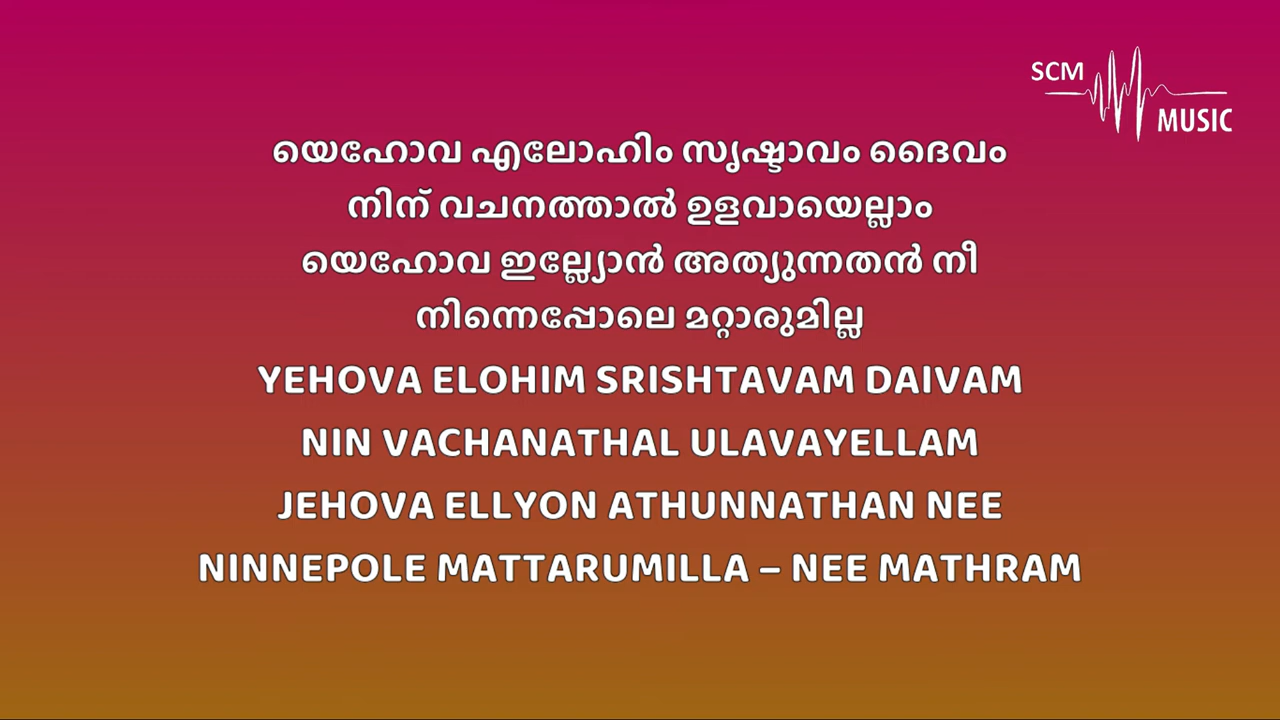 SCM
MUSIC
യെഹോവ എലോഹിം സൃഷ്ടാവം ദൈവം
നിന് വചനത്താൽ ഉളവായെല്ലാം
യെഹോവ ഇല്ല്യോൻ അത്യുന്നതൻ നീ
നിന്നെപ്പോലെ മറ്റാരുമില്ല
YEHOVA ELOHIM SRISHTAVAM DAIVAM
NIN VACHANATHAL ULAVAYELLAM
JEHOVA ELLYON ATHUNNATHAN NEE
NINNEPOLE MATTARUMILLA – NEE MATHRAM